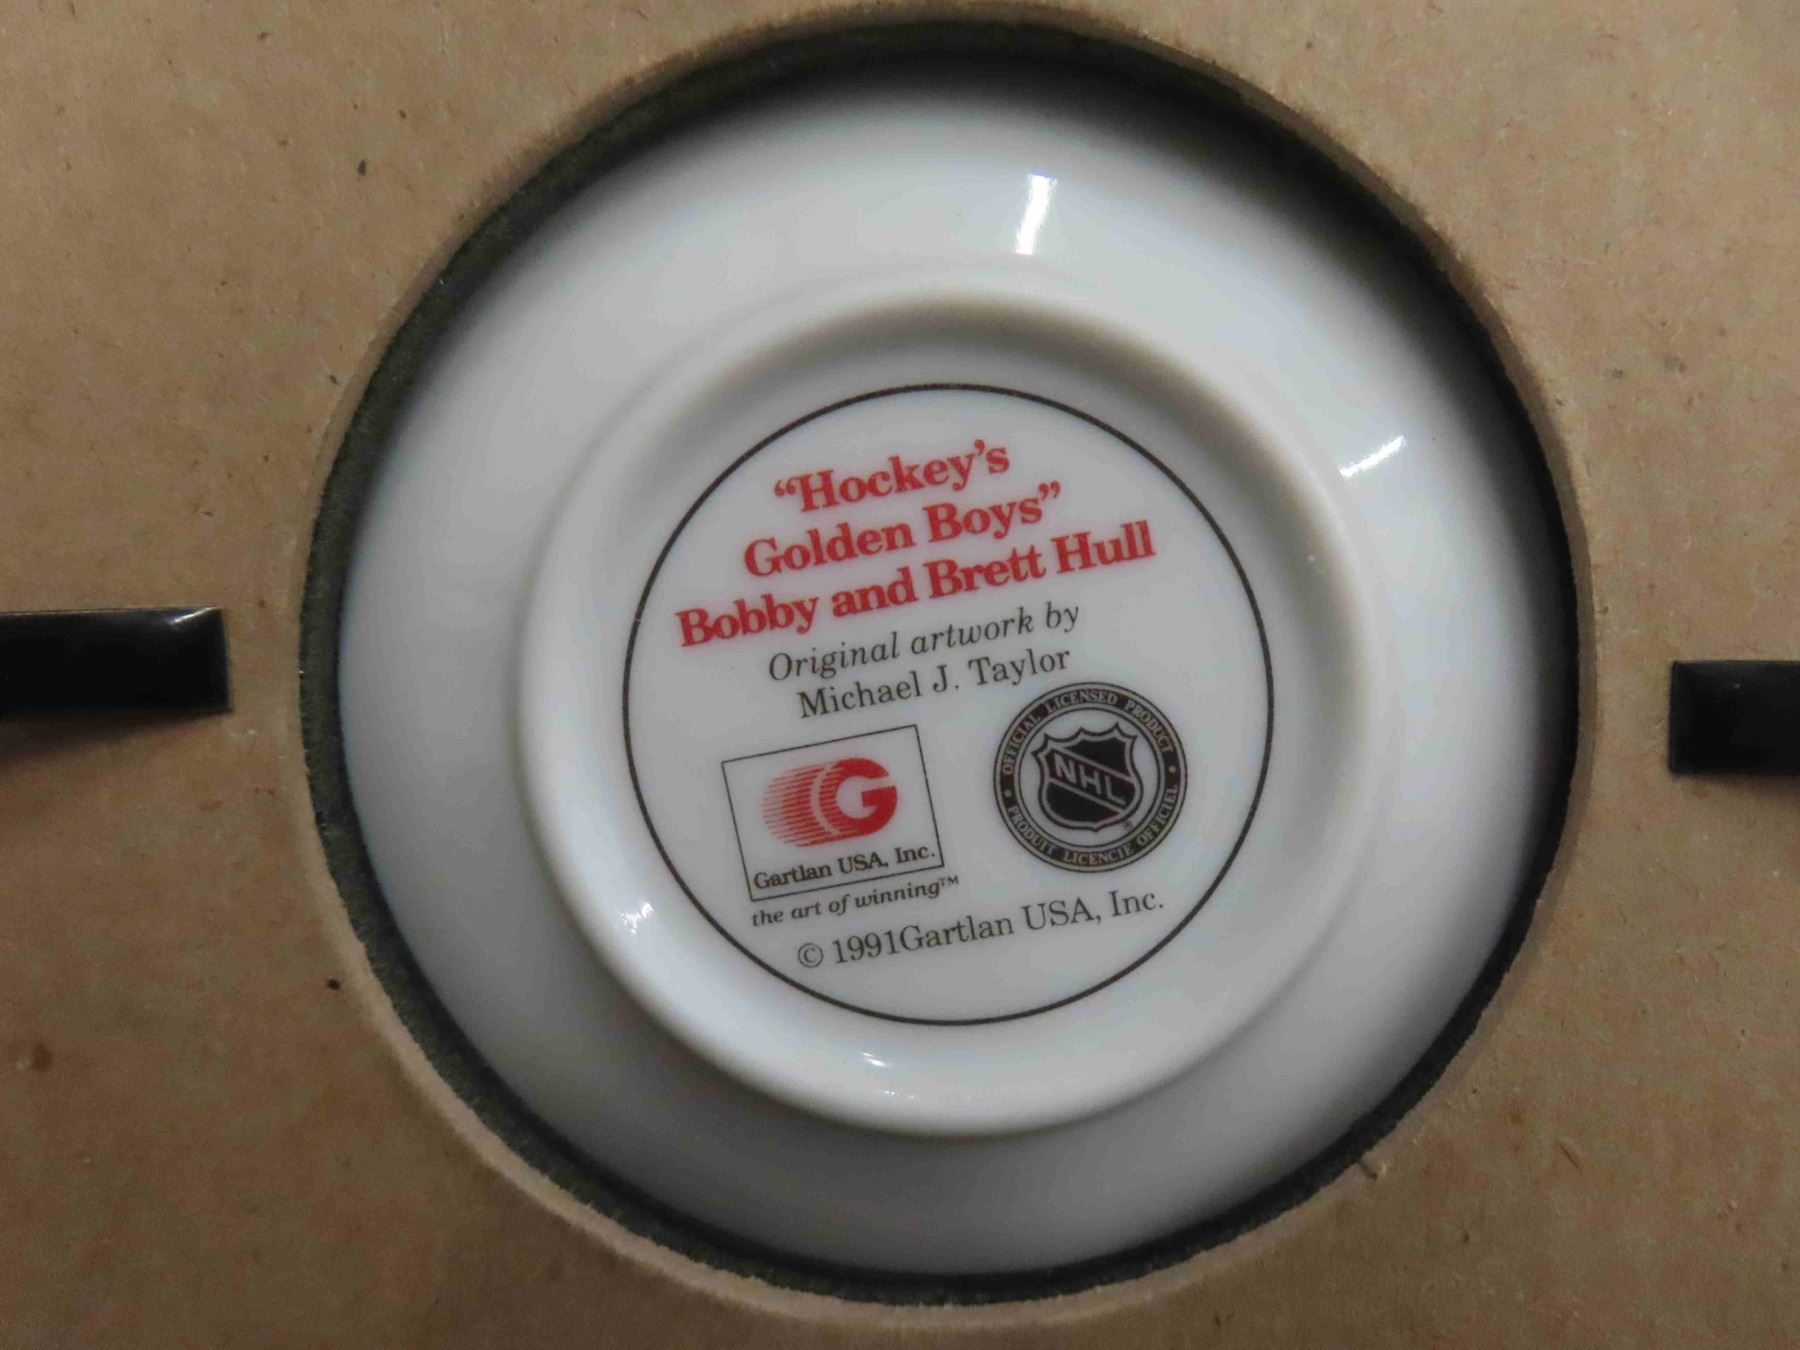 “Hockey’s
Golden Boys”
Bobby and Brett Hull
Original artwork by
Michael J. Taylor
G
Gartlan USA, Inc.
the art of winning™
OFFICIAL LICENSED PRODUCT
NHL
PRODUIT LICENCIE OFFICIEL
© 1991Gartlan USA, Inc.